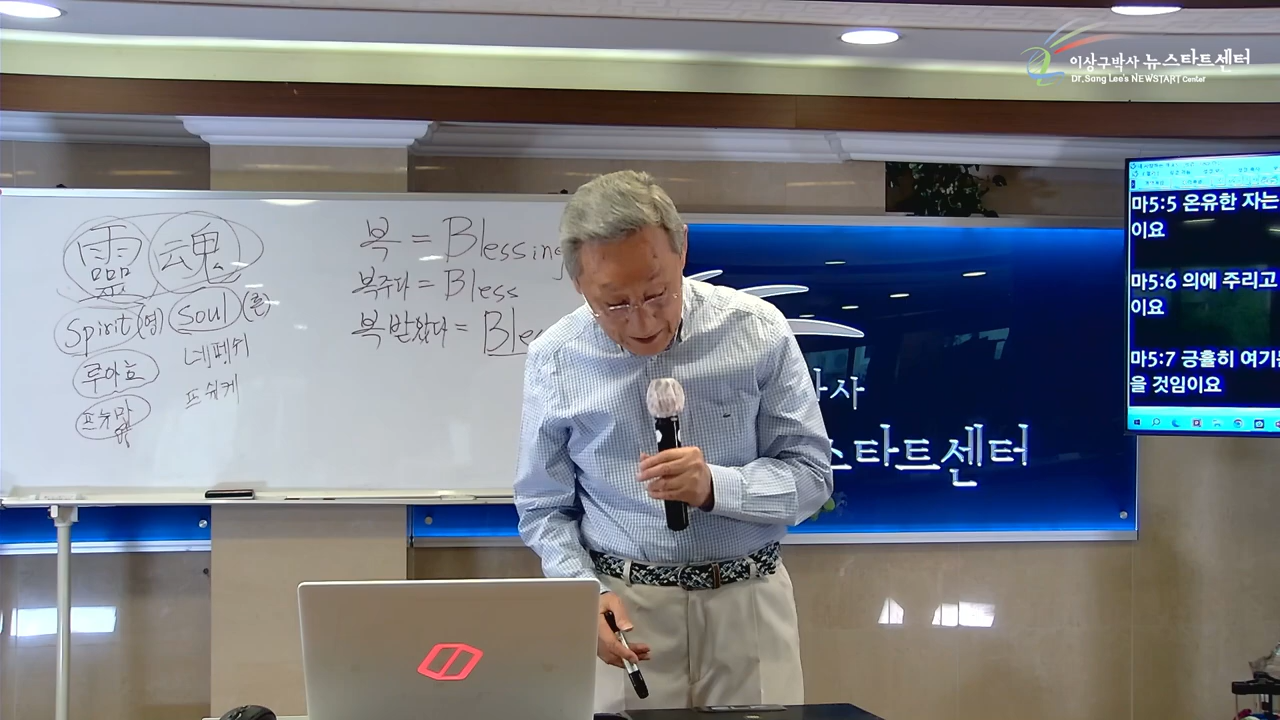 이상구박사 뉴스타트센터
Dr.Sang Lee's NEWSTART Center
靈魂
Spirit(영) Soul(혼)
루아흐
네페쉬
프쉬케
복 = Blessing
복주다 = Bless
복 받았다 = Ble
마5:5 온유한 자는
이요
마5:6 의에 주리고
이요
마5:7 긍휼히 여기는
을 것임이요
박사
스타트센터